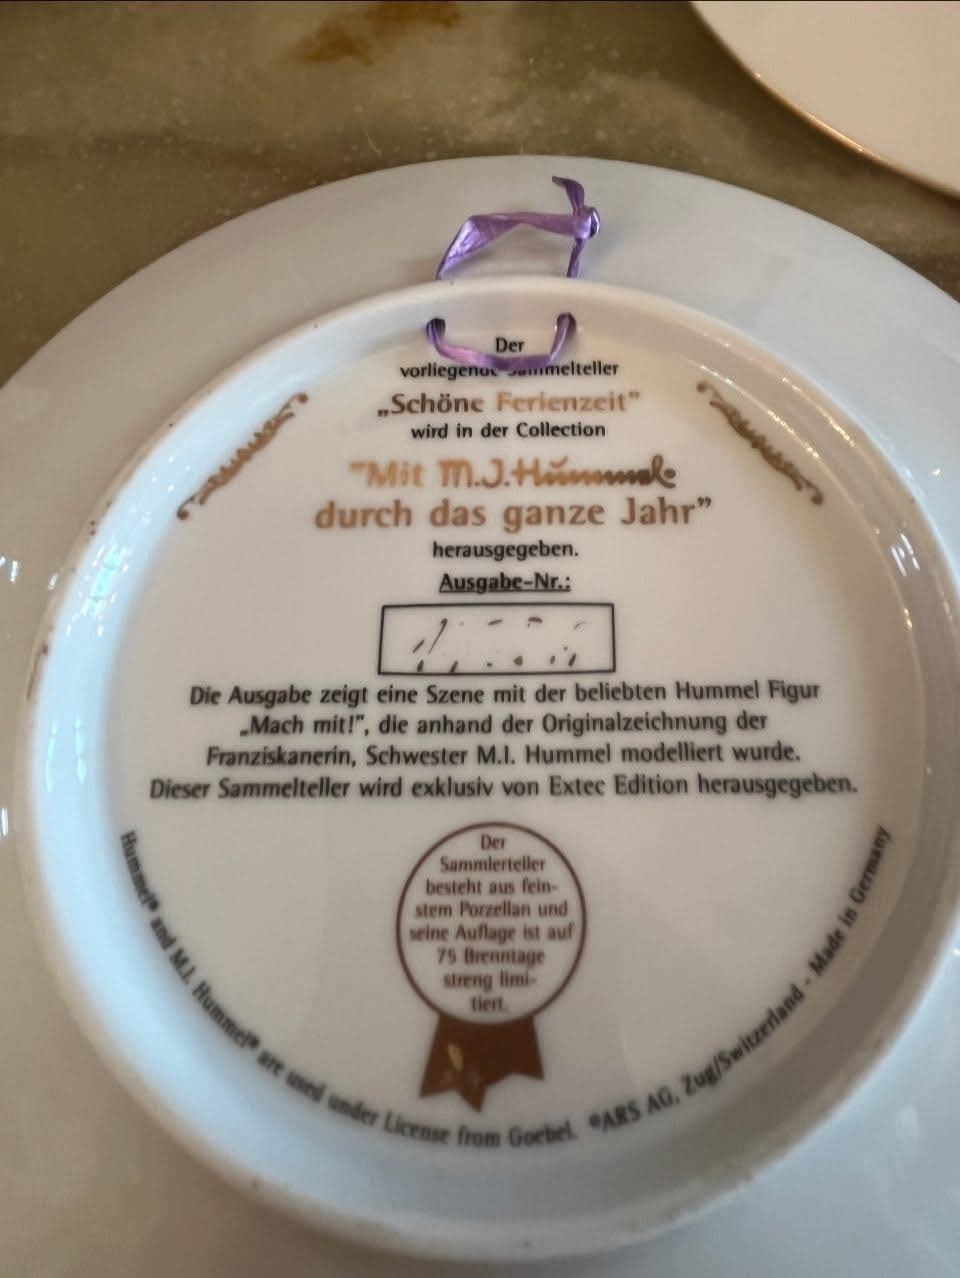 Der
vorliegende Sammelteller
„Schöne Ferienzeit”
wird in der Collection
"Mit M.J. Hummel
durch das ganze Jahr”
herausgegeben.
Ausgabe-Nr.:
Die Ausgabe zeigt eine Szene mit der beliebten Hummel Figur
„Mach mit!”, die anhand der Originalzeichnung der
Franziskanerin, Schwester M.I. Hummel modelliert wurde.
Dieser Sammelteller wird exklusiv von Extec Edition herausgegeben.
Der
Sammlerteller
besteht aus fein-
stem Porzellan und
seine Auflage ist auf
75 Brenntage
streng limi-
tiert.
Hummel® and M.I. Hummel® are used under License from Goebel. ©ARS AG, Zug/Switzerland - Made in Germany